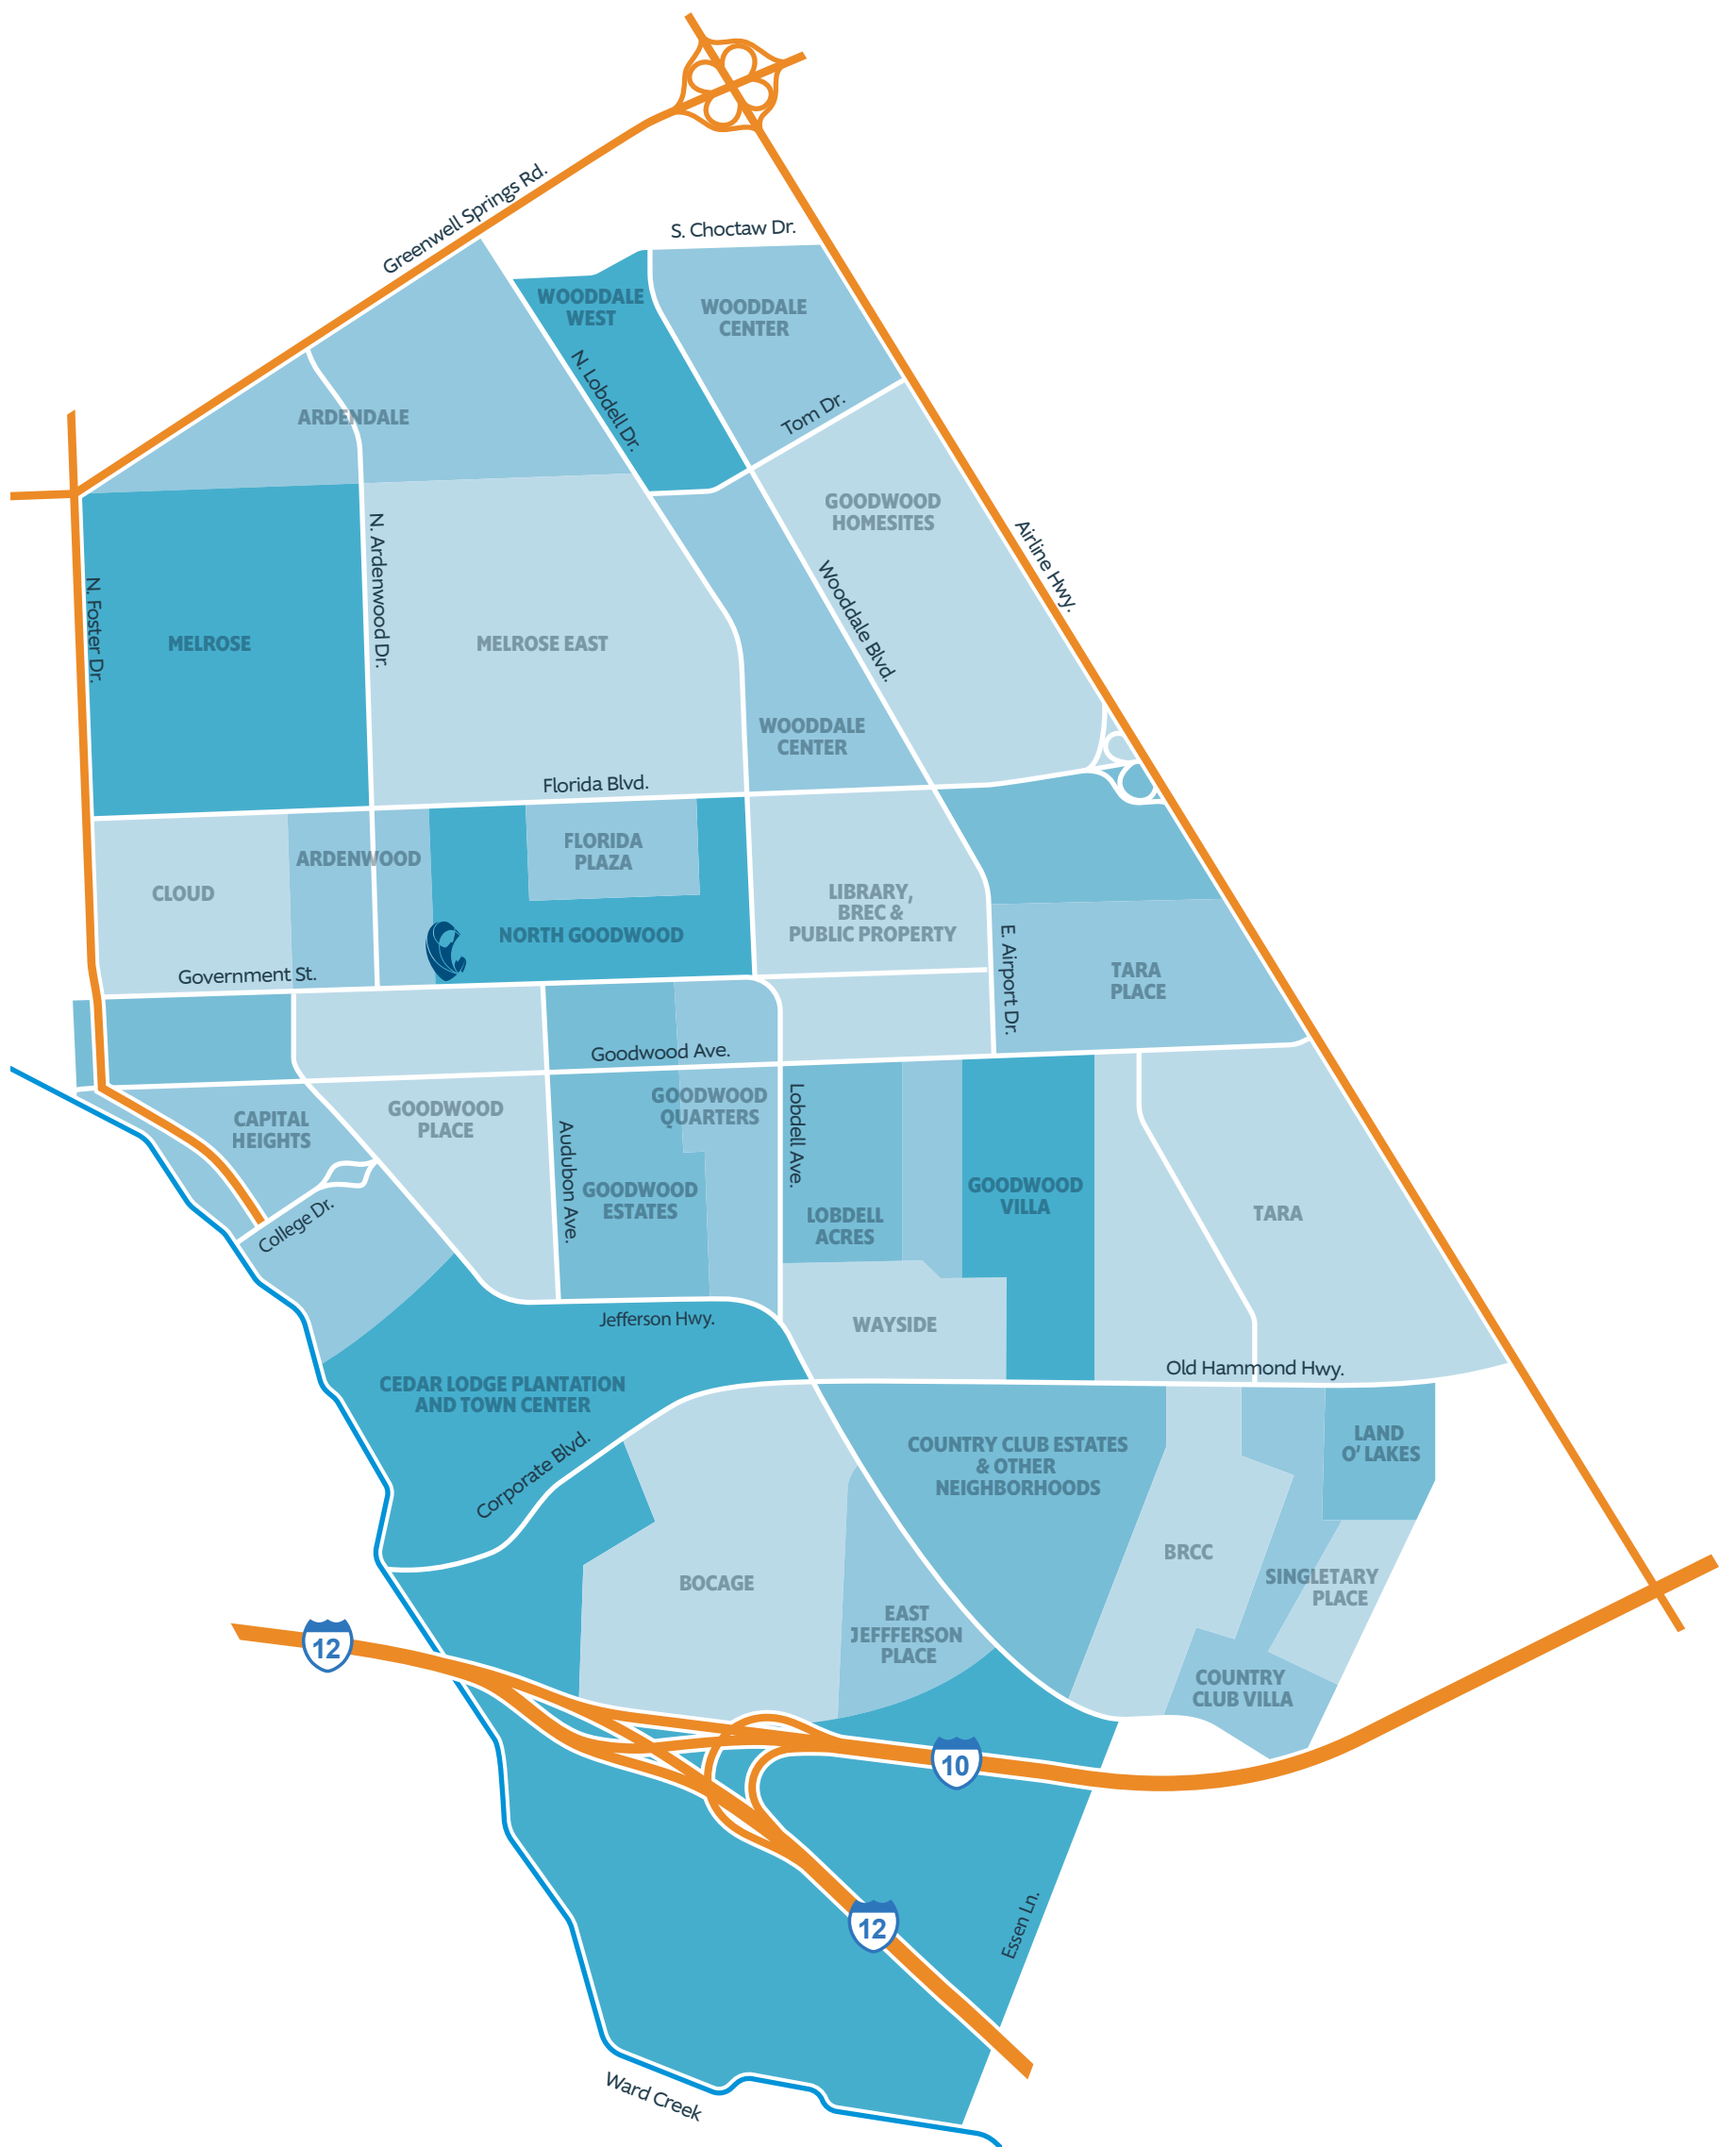 Greenwell Springs Rd.
S. Choctaw Dr.
WOODDALE
WEST
WOODDALE
CENTER
N. Lobdell Dr.
Tom Dr.
ARDENDALE
GOODWOOD
HOMESITES
Airline Hwy.
N. Foster Dr.
N. Ardenwood Dr.
Wooddale Blvd.
MELROSE
MELROSE EAST
WOODDALE
CENTER
Florida Blvd.
FLORIDA
PLAZA
ARDENWOOD
CLOUD
LIBRARY,
BREC &
PUBLIC PROPERTY
NORTH GOODWOOD
E. Airport Dr.
TARA
PLACE
Government St.
Goodwood Ave.
CAPITAL
HEIGHTS
GOODWOOD
PLACE
GOODWOOD
QUARTERS
Lobdell Ave.
Audubon Ave.
GOODWOOD
ESTATES
LOBDELL
ACRES
GOODWOOD
VILLA
TARA
College Dr.
Jefferson Hwy.
WAYSIDE
Old Hammond Hwy.
CEDAR LODGE PLANTATION
AND TOWN CENTER
Corporate Blvd.
COUNTRY CLUB ESTATES
& OTHER
NEIGHBORHOODS
LAND
O' LAKES
BRCC
BOCAGE
SINGLETARY
PLACE
EAST
JEFFFERSON
PLACE
COUNTRY
CLUB VILLA
12
10
12
Essen Ln.
Ward Creek